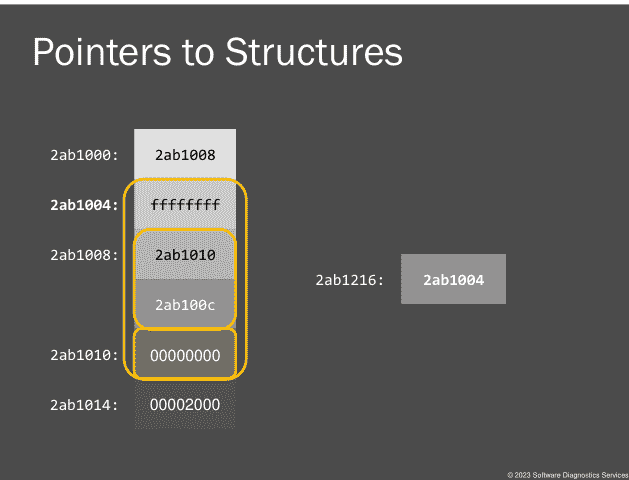 Pointers to Structures
2ab1000: 2ab1008
2ab1004: ffffffff
2ab1008: 2ab1010
2ab1216: 2ab1004
2ab100c
2ab1010: 00000000
2ab1014: 00002000
© 2023 Software Diagnostics Services